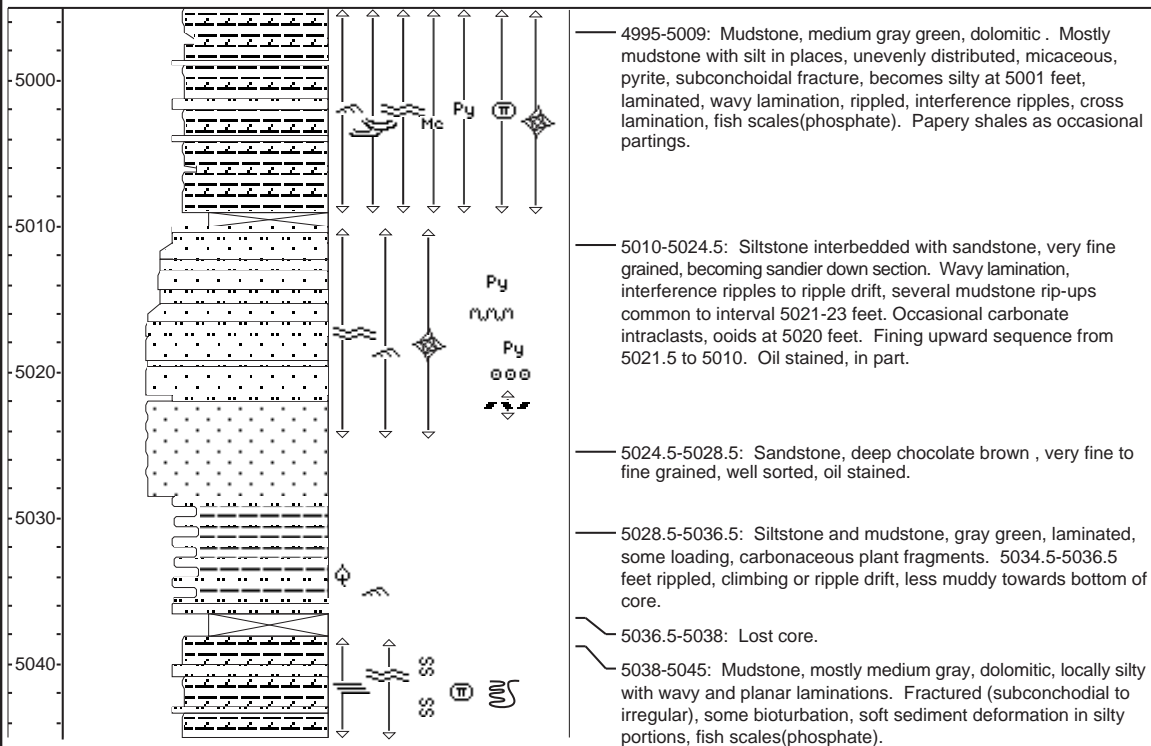 4995-5009: Mudstone, medium gray green, dolomitic . Mostly
mudstone with silt in places, unevenly distributed, micaceous,
pyrite, subconchoidal fracture, becomes silty at 5001 feet,
laminated, wavy lamination, rippled, interference ripples, cross
lamination, fish scales(phosphate). Papery shales as occasional
partings.
5000
Mc
Py
π
5010
5010-5024.5: Siltstone interbedded with sandstone, very fine
grained, becoming sandier down section. Wavy lamination,
interference ripples to ripple drift, several mudstone rip-ups
common to interval 5021-23 feet. Occasional carbonate
intraclasts, ooids at 5020 feet. Fining upward sequence from
5021.5 to 5010. Oil stained, in part.
Py
Py
5020
5024.5-5028.5: Sandstone, deep chocolate brown , very fine to
fine grained, well sorted, oil stained.
5030
5028.5-5036.5: Siltstone and mudstone, gray green, laminated,
some loading, carbonaceous plant fragments. 5034.5-5036.5
feet rippled, climbing or ripple drift, less muddy towards bottom of
core.
5036.5-5038: Lost core.
5040
5038-5045: Mudstone, mostly medium gray, dolomitic, locally silty
with wavy and planar laminations. Fractured (subconchodial to
irregular), some bioturbation, soft sediment deformation in silty
portions, fish scales(phosphate).
SS
SS
π